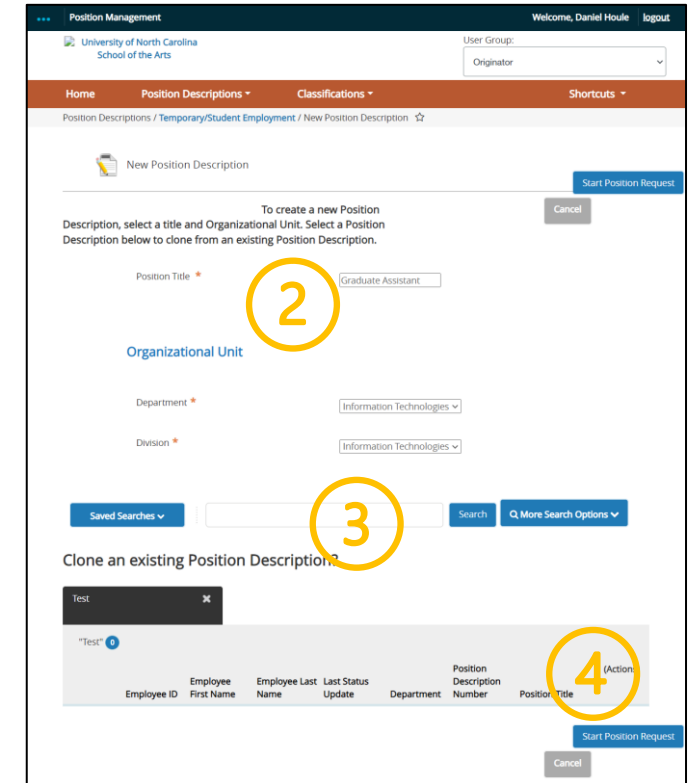 ••• Position Management Welcome, Daniel Houle logout
University of North Carolina
School of the Arts
User Group:
Originator
Home Position Descriptions Classifications Shortcuts
Position Descriptions / Temporary/Student Employment / New Position Description ☆
New Position Description
Start Position Request
To create a new Position
Cancel
Description, select a title and Organizational Unit. Select a Position
Description below to clone from an existing Position Description.
Position Title * Graduate Assistant
2
Organizational Unit
Department * Information Technologies
Division * Information Technologies
3
Saved Searches Search More Search Options
Clone an existing Position Description?
Test ✖
"Test" 0
4
Employee ID
Employee First Name
Employee Last Name
Last Status Update
Department
Position Description Number
Position Title
(Actions
Start Position Request
Cancel